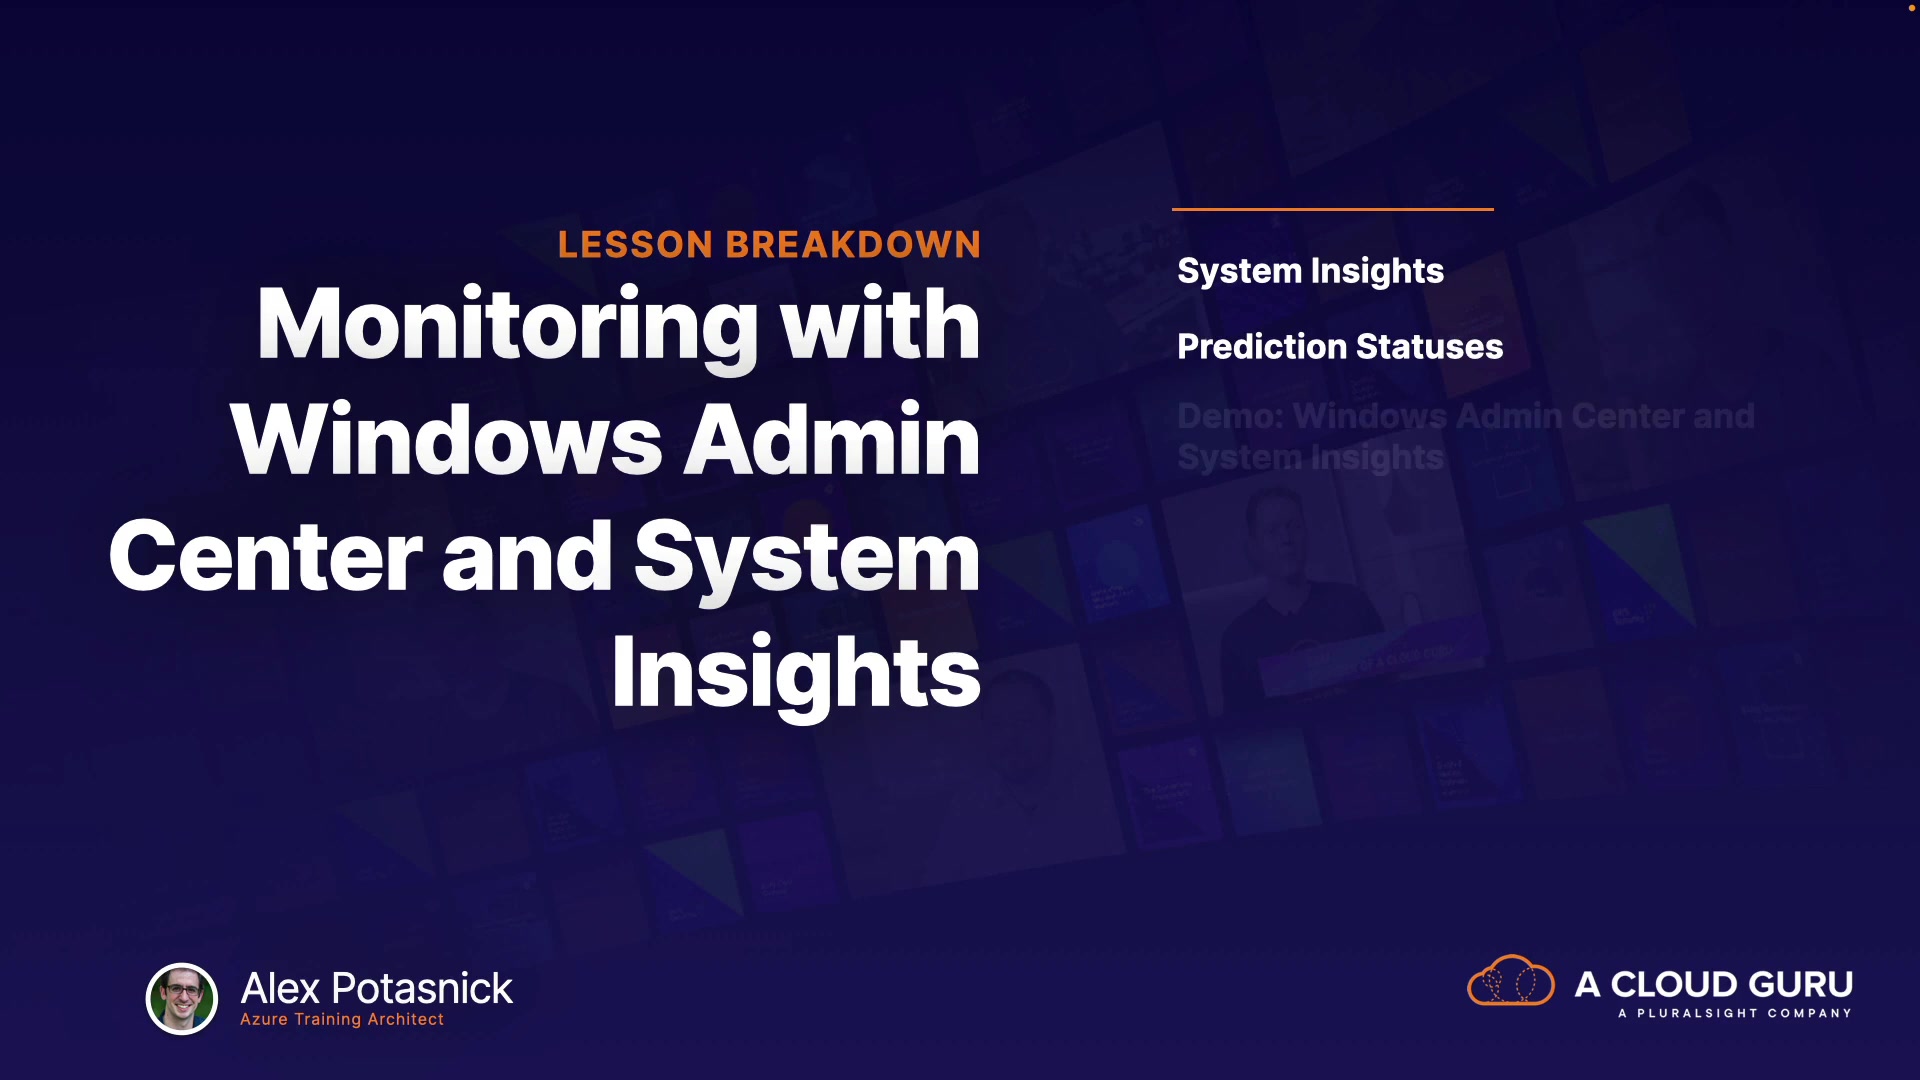 LESSON BREAKDOWN
Monitoring with
Windows Admin
Center and System
Insights
System Insights
Prediction Statuses
Demo: Windows Admin Center and
System Insights
Alex Potasnick
Azure Training Architect
A CLOUD GURU
A PLURALSIGHT COMPANY